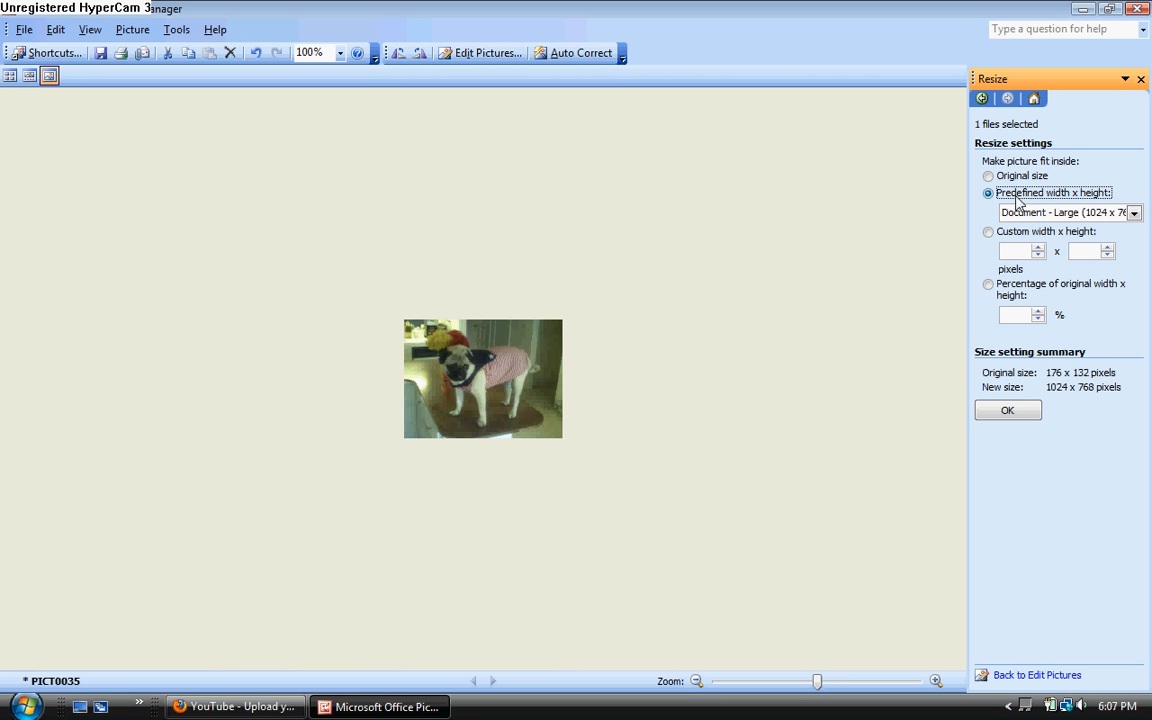 Unregistered HyperCam 3 anager
File Edit View Picture Tools Help
Type a question for help
Shortcuts... 100% Edit Pictures... Auto Correct
Resize
1 files selected
Resize settings
Make picture fit inside:
Original size
Predefined width x height:
Document - Large (1024 x 76
Custom width x height:
x
pixels
Percentage of original width x
height:
%
Size setting summary
Original size: 176 x 132 pixels
New size: 1024 x 768 pixels
OK
Back to Edit Pictures
* PICT0035
Zoom:
YouTube - Upload y...
Microsoft Office Pic...
6:07 PM